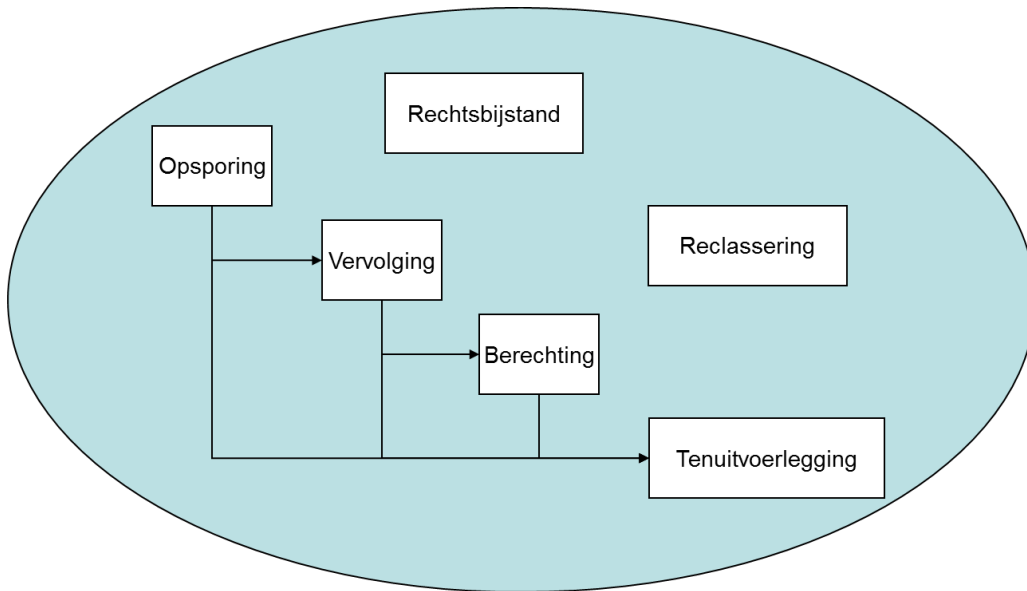 Rechtsbijstand
Opsporing
Reclassering
Vervolging
Berechting
Tenuitvoerlegging